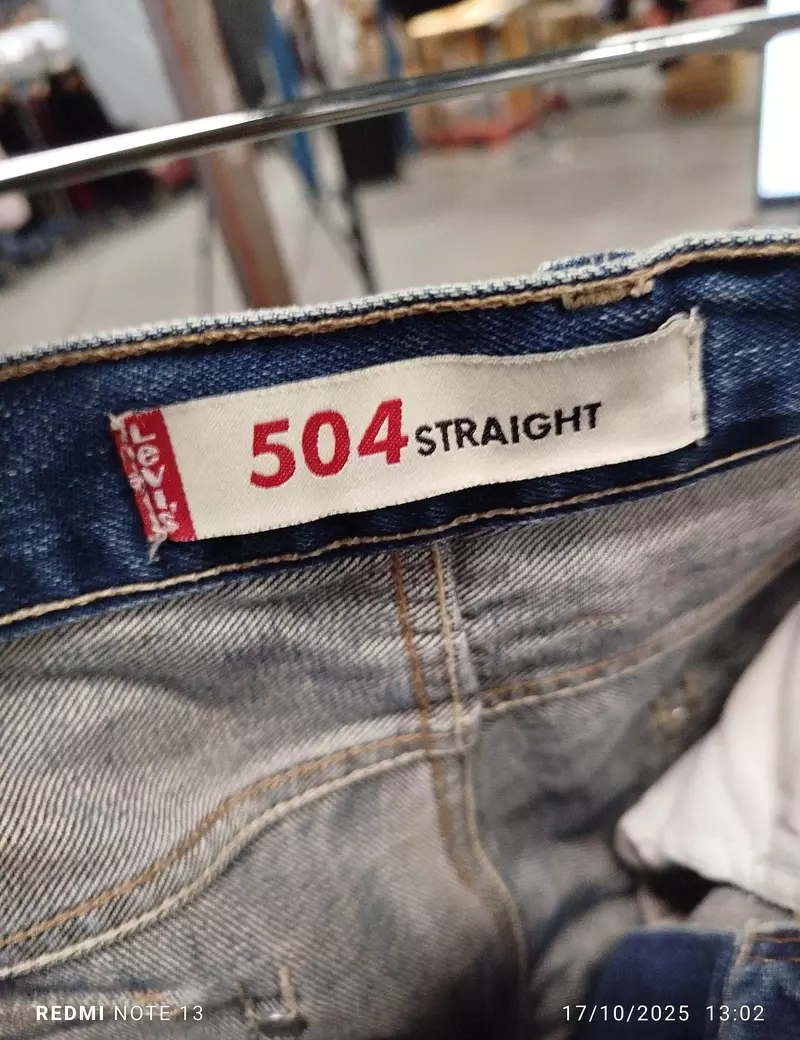 Levi's
504 STRAIGHT
REDMI NOTE 13
17/10/2025 13:02